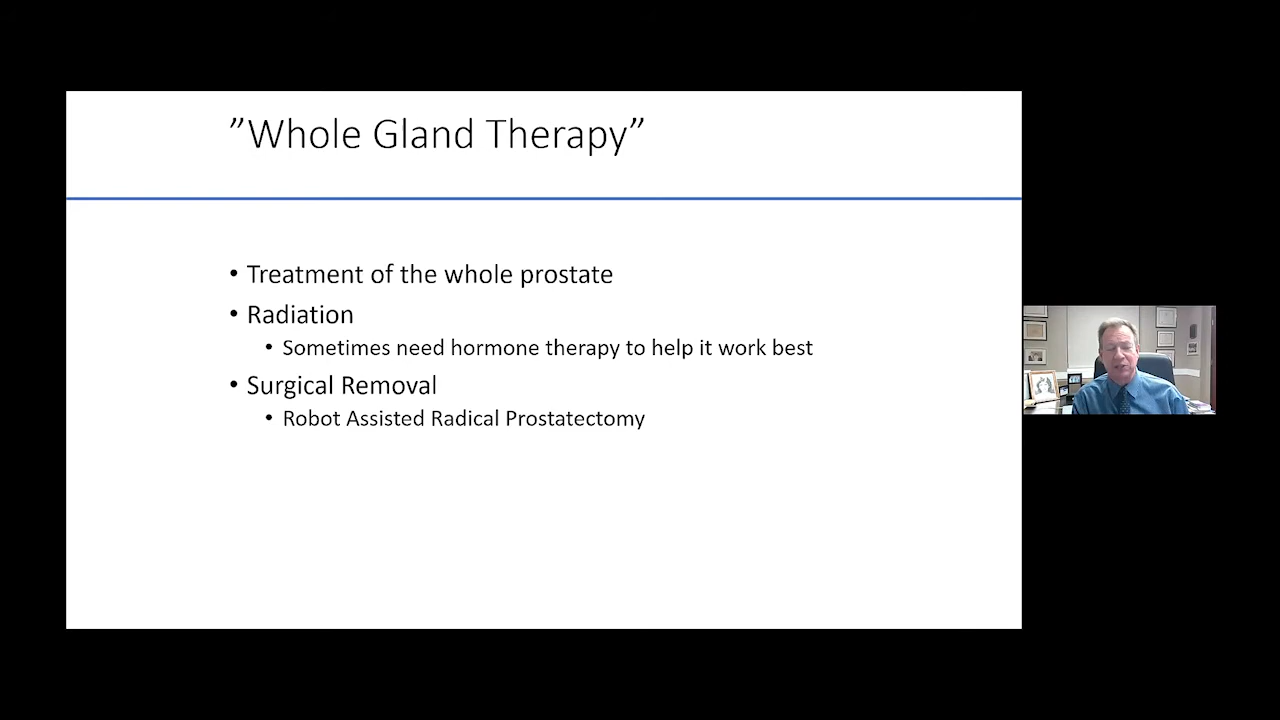 ”Whole Gland Therapy”
• Treatment of the whole prostate
• Radiation
• Sometimes need hormone therapy to help it work best
• Surgical Removal
• Robot Assisted Radical Prostatectomy